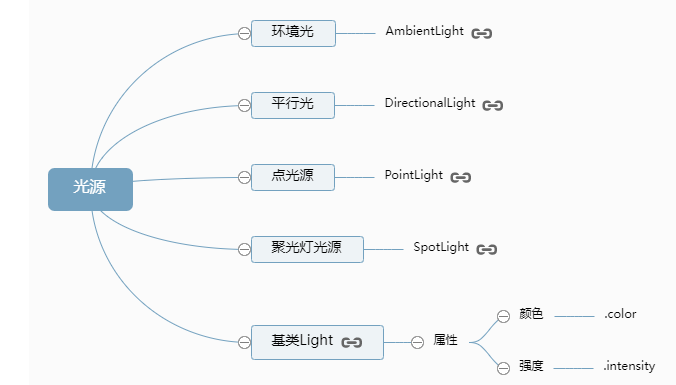 环境光
AmbientLight
平行光
DirectionalLight
光源
点光源
PointLight
聚光灯光源
SpotLight
基类Light
属性
颜色
.color
强度
.intensity